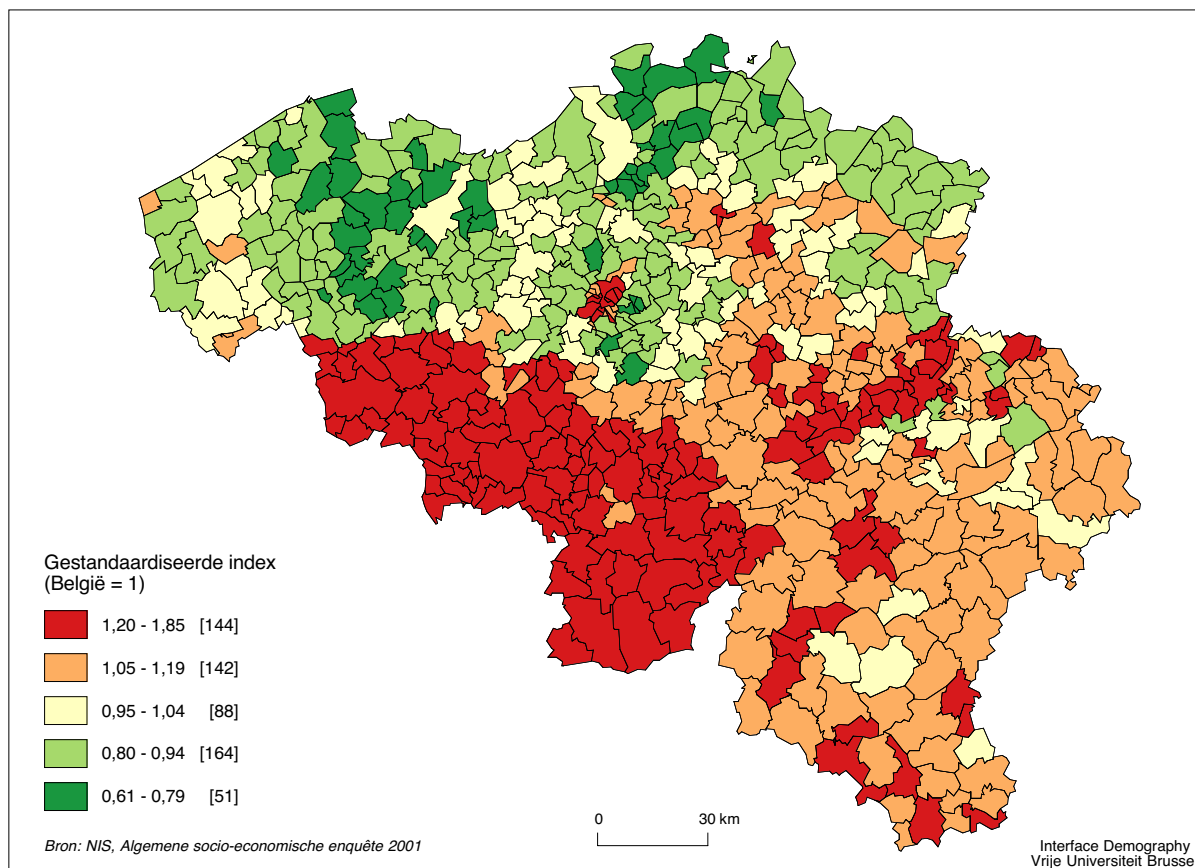 Gestandaardiseerde index
(België = 1)
1,20 - 1,85 [144]
1,05 - 1,19 [142]
0,95 - 1,04 [88]
0,80 - 0,94 [164]
0,61 - 0,79 [51]
0 30 km
Bron: NIS, Algemene socio-economische enquête 2001
Interface Demography
Vrije Universiteit Brusse